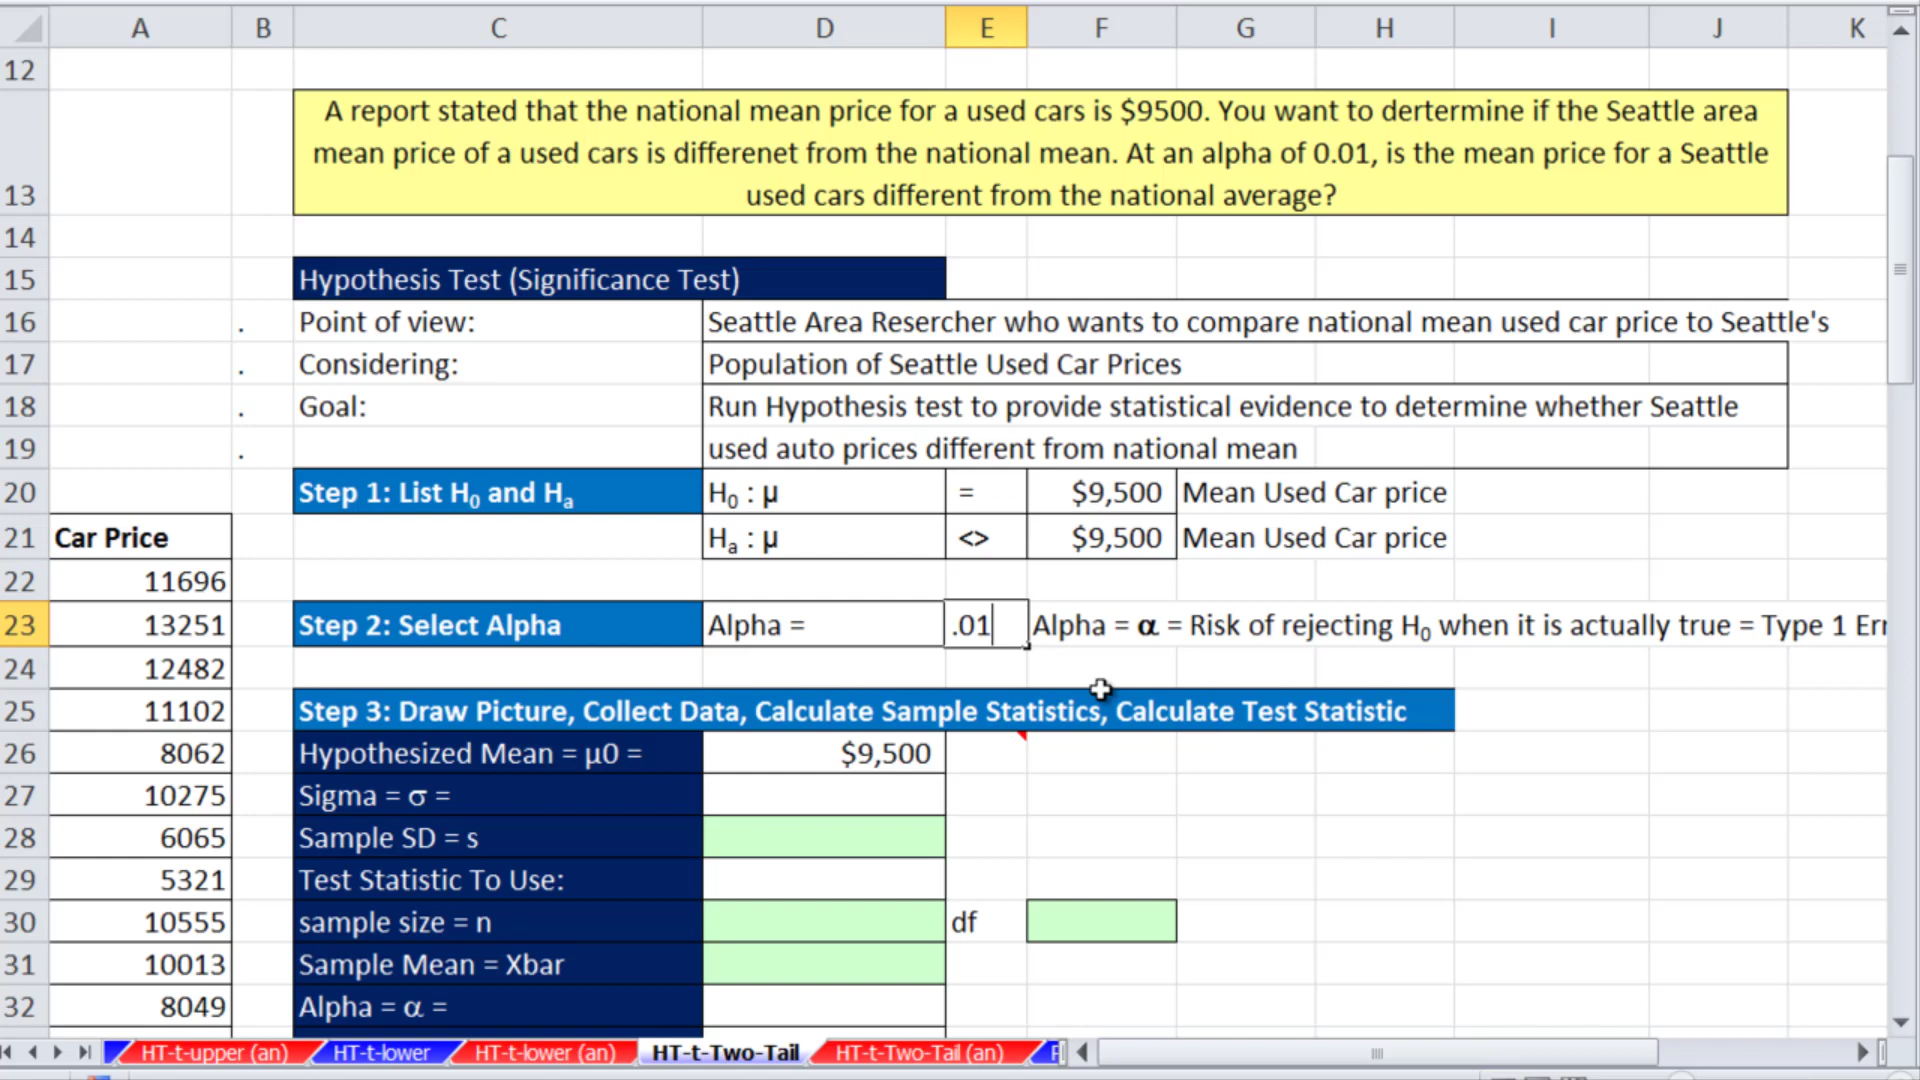 A B C D E F G H I J K
12
A report stated that the national mean price for a used cars is $9500. You want to dertermine if the Seattle area
mean price of a used cars is differenet from the national mean. At an alpha of 0.01, is the mean price for a Seattle
13 used cars different from the national average?
14
15 Hypothesis Test (Significance Test)
16 . Point of view: Seattle Area Resercher who wants to compare national mean used car price to Seattle's
17 . Considering: Population of Seattle Used Car Prices
18 . Goal: Run Hypothesis test to provide statistical evidence to determine whether Seattle
19 . used auto prices different from national mean
20 Step 1: List H₀ and Hₐ H₀ : µ = $9,500 Mean Used Car price
21 Car Price Hₐ : µ <> $9,500 Mean Used Car price
22 11696
23 13251 Step 2: Select Alpha Alpha = .01 Alpha = α = Risk of rejecting H₀ when it is actually true = Type 1 Err
24 12482
25 11102 Step 3: Draw Picture, Collect Data, Calculate Sample Statistics, Calculate Test Statistic
26 8062 Hypothesized Mean = µ0 = $9,500
27 10275 Sigma = σ =
28 6065 Sample SD = s
29 5321 Test Statistic To Use:
30 10555 sample size = n df
31 10013 Sample Mean = Xbar
32 8049 Alpha = α =
HT-t-upper (an) HT-t-lower HT-t-lower (an) HT-t-Two-Tail HT-t-Two-Tail (an)